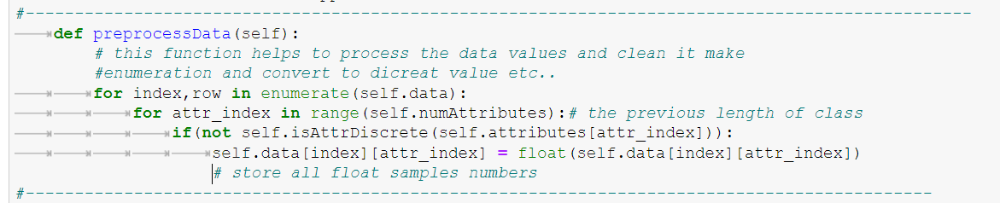 #------------------------------------------------------------------------------------------------
def preprocessData(self):
# this function helps to process the data values and clean it make
#enumeration and convert to dicreat value etc..
for index,row in enumerate(self.data):
for attr_index in range(self.numAttributes):# the previous length of class
if(not self.isAttrDiscrete(self.attributes[attr_index])):
self.data[index][attr_index] = float(self.data[index][attr_index])
# store all float samples numbers
#--------------------------------------------------------------------------------------------